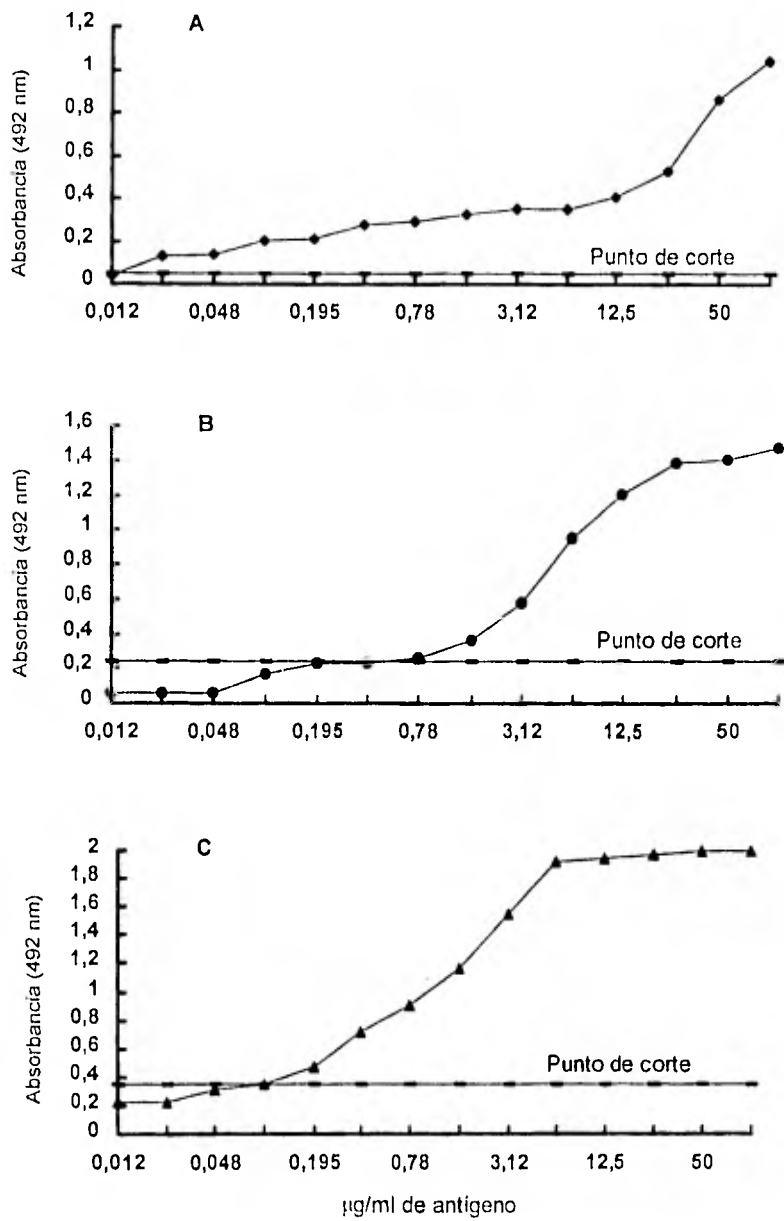 A
Absorbancia (492 nm)
1,2
1
0,8
0,6
0,4
0,2
0
Punto de corte
0,012 0,048 0,195 0,78 3,12 12,5 50
B
Absorbancia (492 nm)
1,6
1,4
1,2
1
0,8
0,6
0,4
0,2
0
Punto de corte
0,012 0,048 0,195 0,78 3,12 12,5 50
C
Absorbancia (492 nm)
2
1,8
1,6
1,4
1,2
1
0,8
0,6
0,4
0,2
0
Punto de corte
0,012 0,048 0,195 0,78 3,12 12,5 50
µg/ml de antígeno